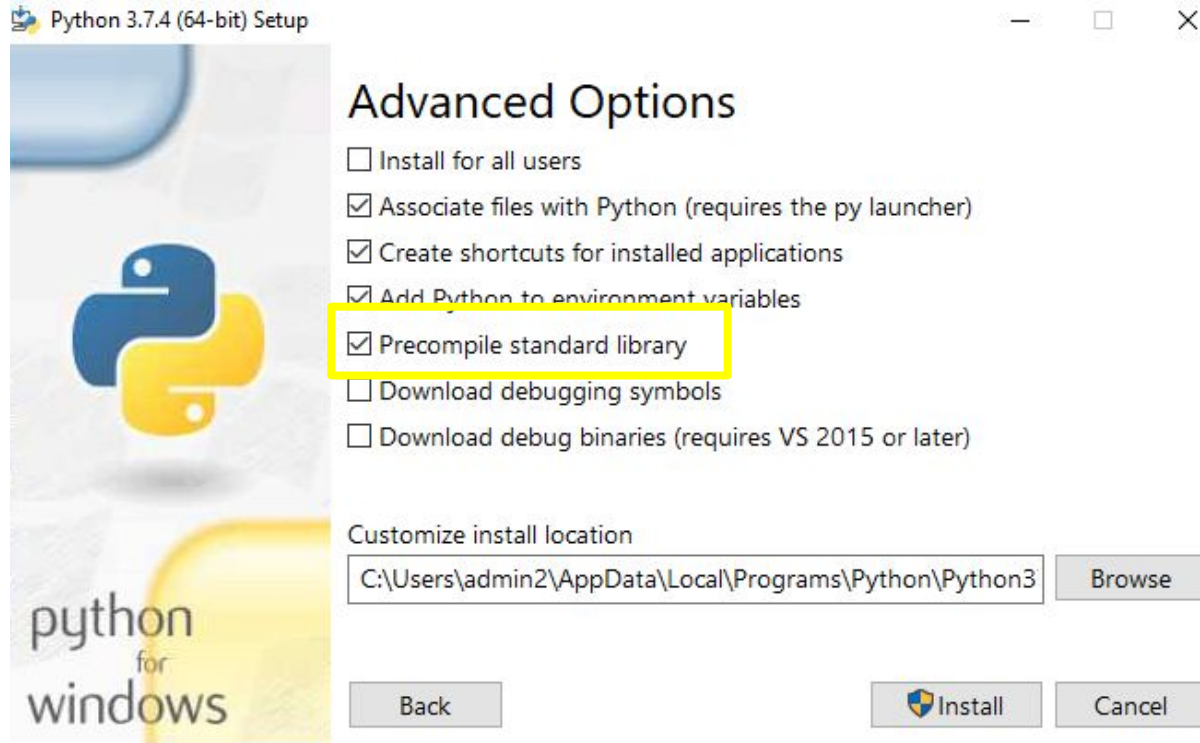 Python 3.7.4 (64-bit) Setup
Advanced Options
Install for all users
Associate files with Python (requires the py launcher)
Create shortcuts for installed applications
Add Python to environment variables
Precompile standard library
Download debugging symbols
Download debug binaries (requires VS 2015 or later)
Customize install location
C:\Users\admin2\AppData\Local\Programs\Python\Python3
Browse
python
for
windows
Back
Install
Cancel